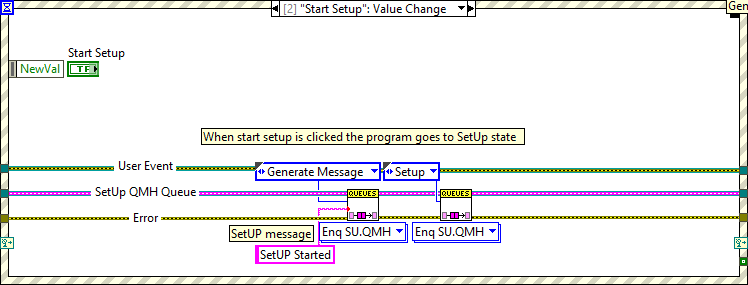 [2] "Start Setup": Value Change
Gen
Start Setup
NewVal
TF
When start setup is clicked the program goes to SetUp state
User Event
Generate Message
Setup
SetUp QMH Queue
QUEUES
QUEUES
Error
SetUP message
Enq SU.QMH
Enq SU.QMH
SetUP Started